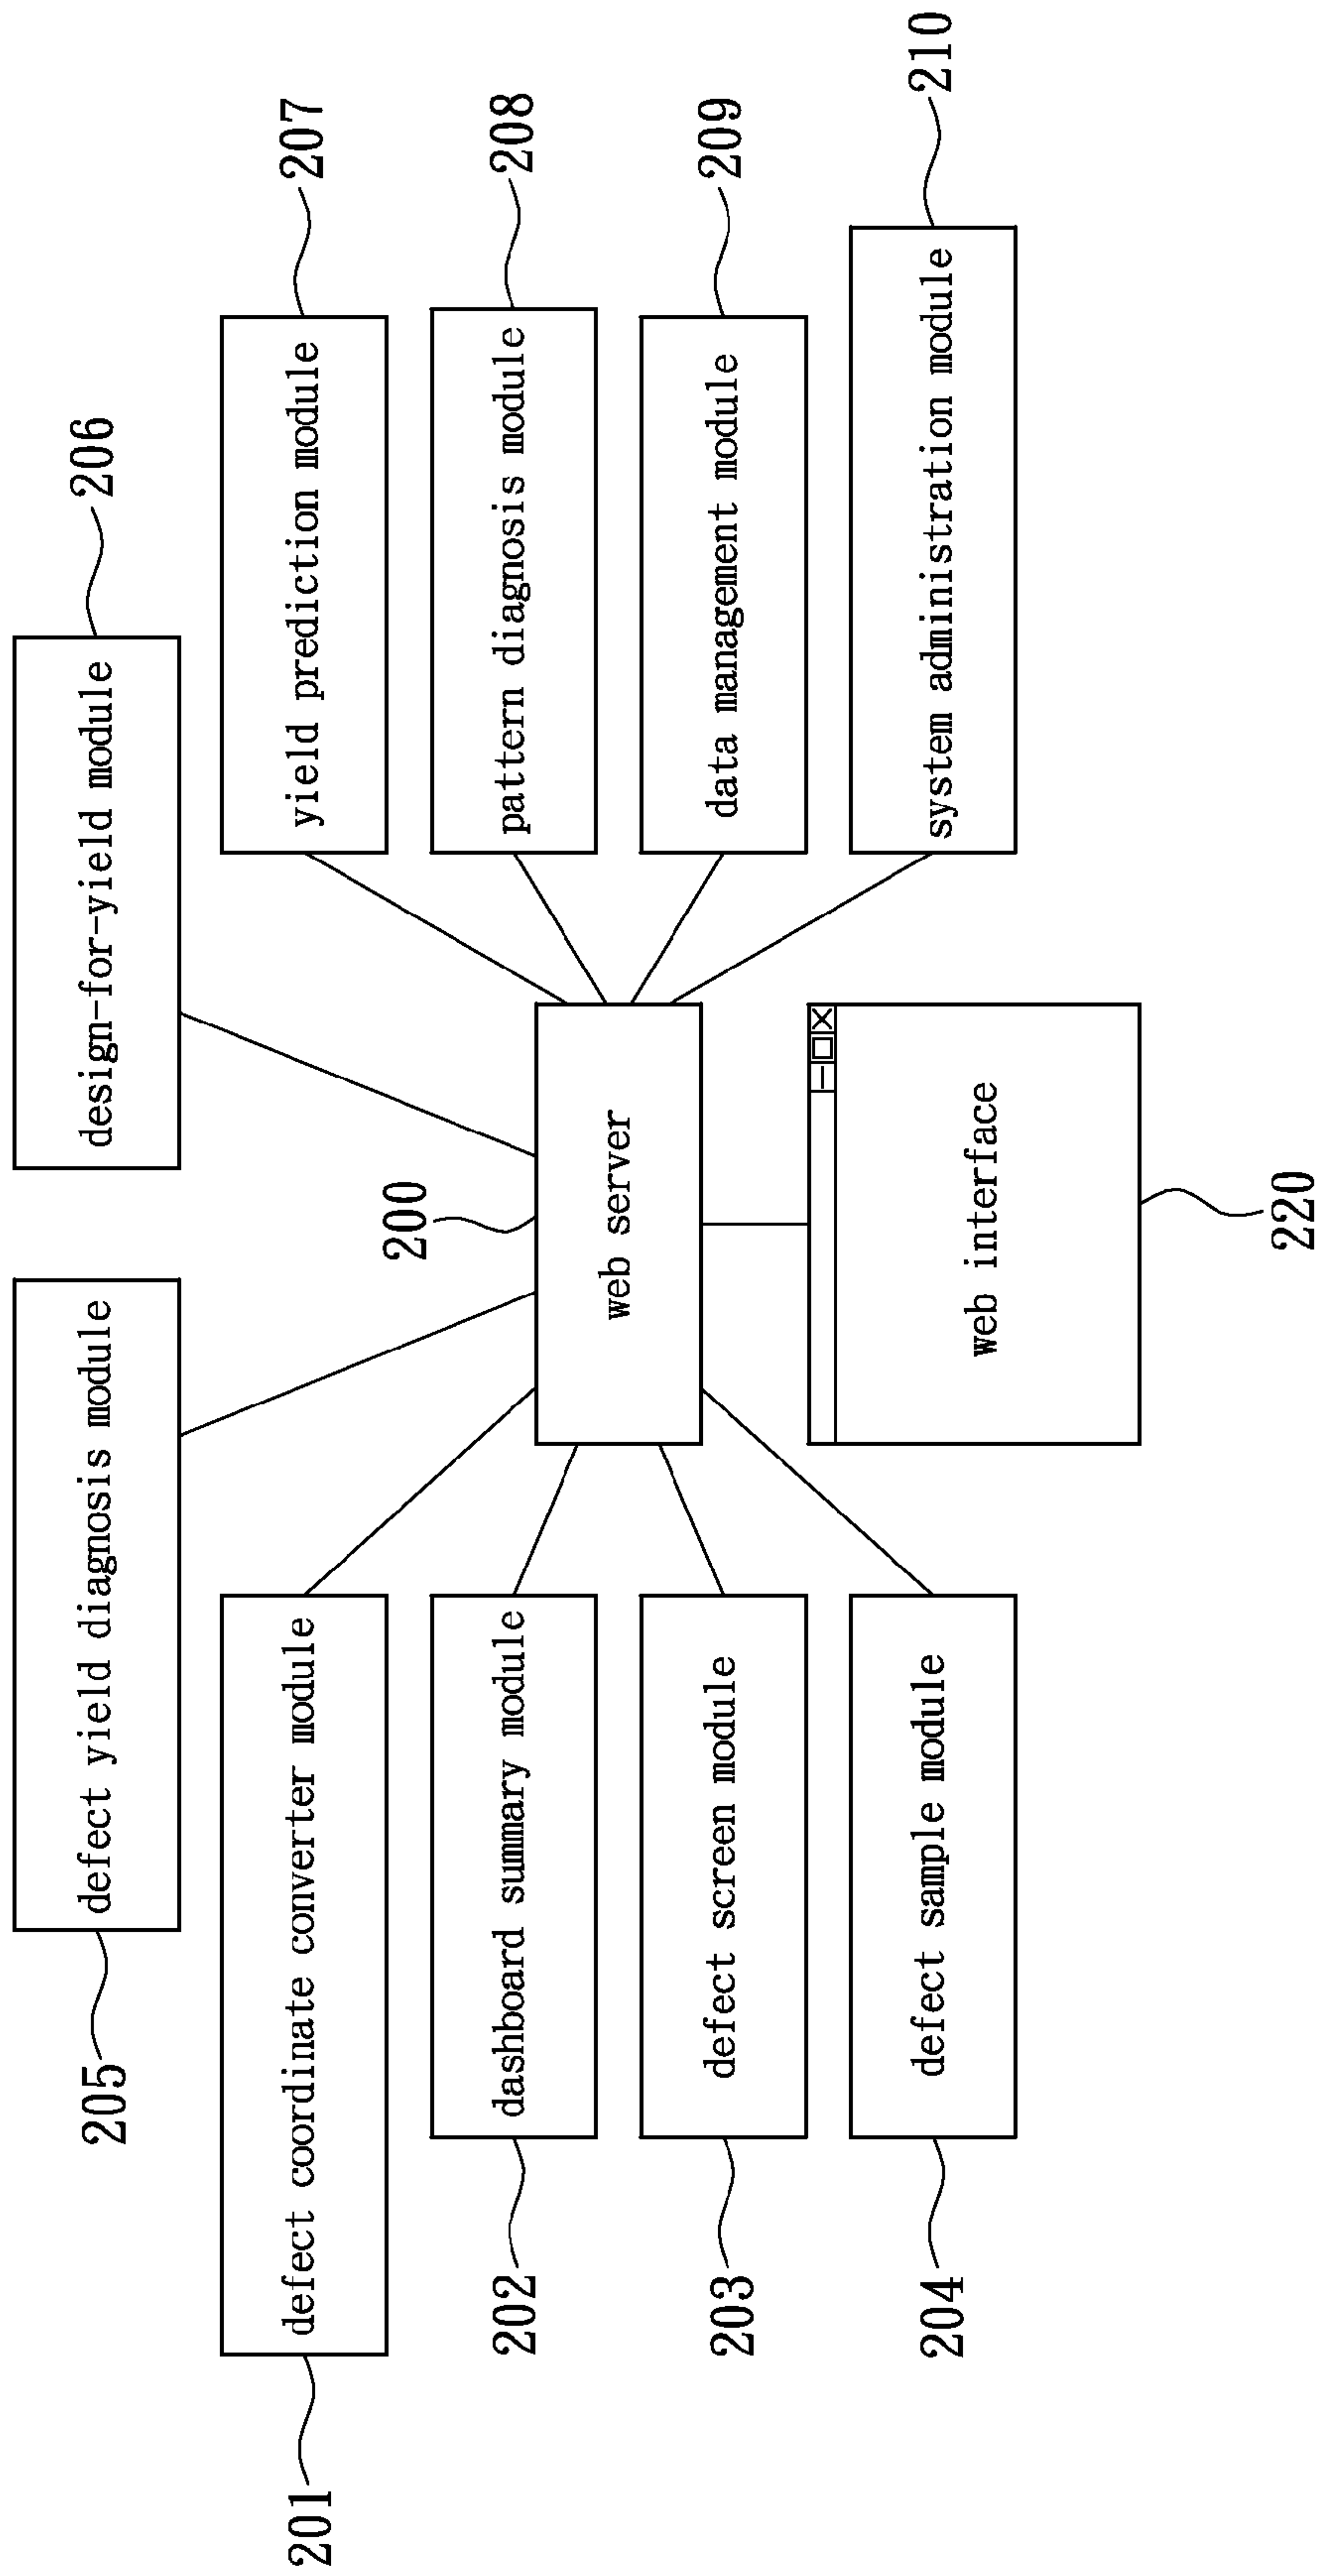 205
defect yield diagnosis module
design-for-yield module
206
201
defect coordinate converter module
yield prediction module
207
200
202
dashboard summary module
pattern diagnosis module
208
web server
203
defect screen module
data management module
209
204
defect sample module
system administration module
210
web interface
220